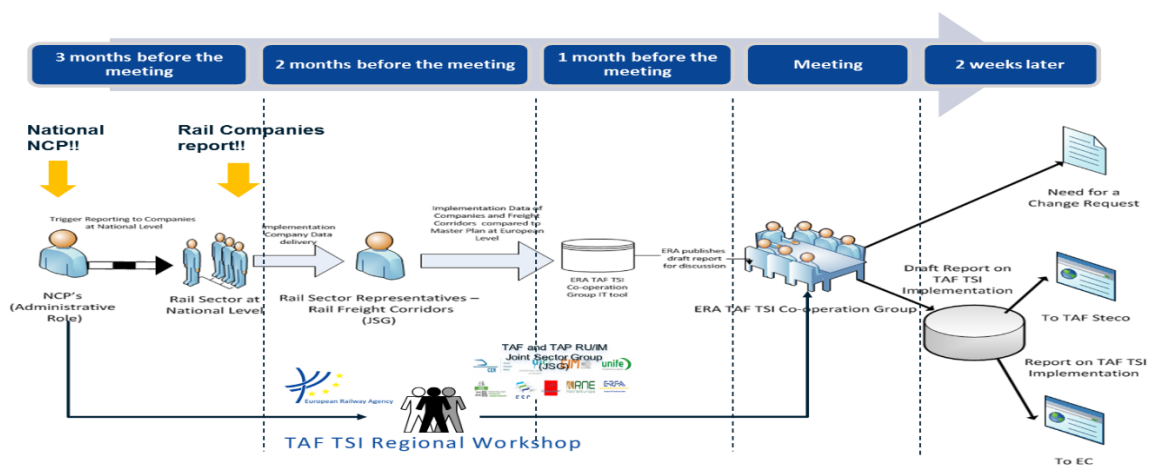 3 months before the
meeting
2 months before the meeting
1 month before the
meeting
Meeting
2 weeks later
National
NCP!!
Rail Companies
report!!
Trigger Reporting to Companies
at National Level
Implementation
Company Data
delivery
Implementation Data of
Companies and Freight
Corridors compared to
Master Plan at European
Level
ERA TAF TSI
Co-operation
Group IT tool
ERA publishes
draft report
for discussion
Need for a
Change Request
NCP's
(Administrative
Role)
Rail Sector at
National Level
Rail Sector Representatives –
Rail Freight Corridors
(JSG)
ERA TAF TSI Co-operation Group
Draft Report on
TAF TSI
Implementation
To TAF Steco
Report on TAF TSI
Implementation
To EC
TAF and TAP RU/IM
Joint Sector Group
(JSG)
CER
unife
ESC
RNE
ERFA
European Railway Agency
TAF TSI Regional Workshop